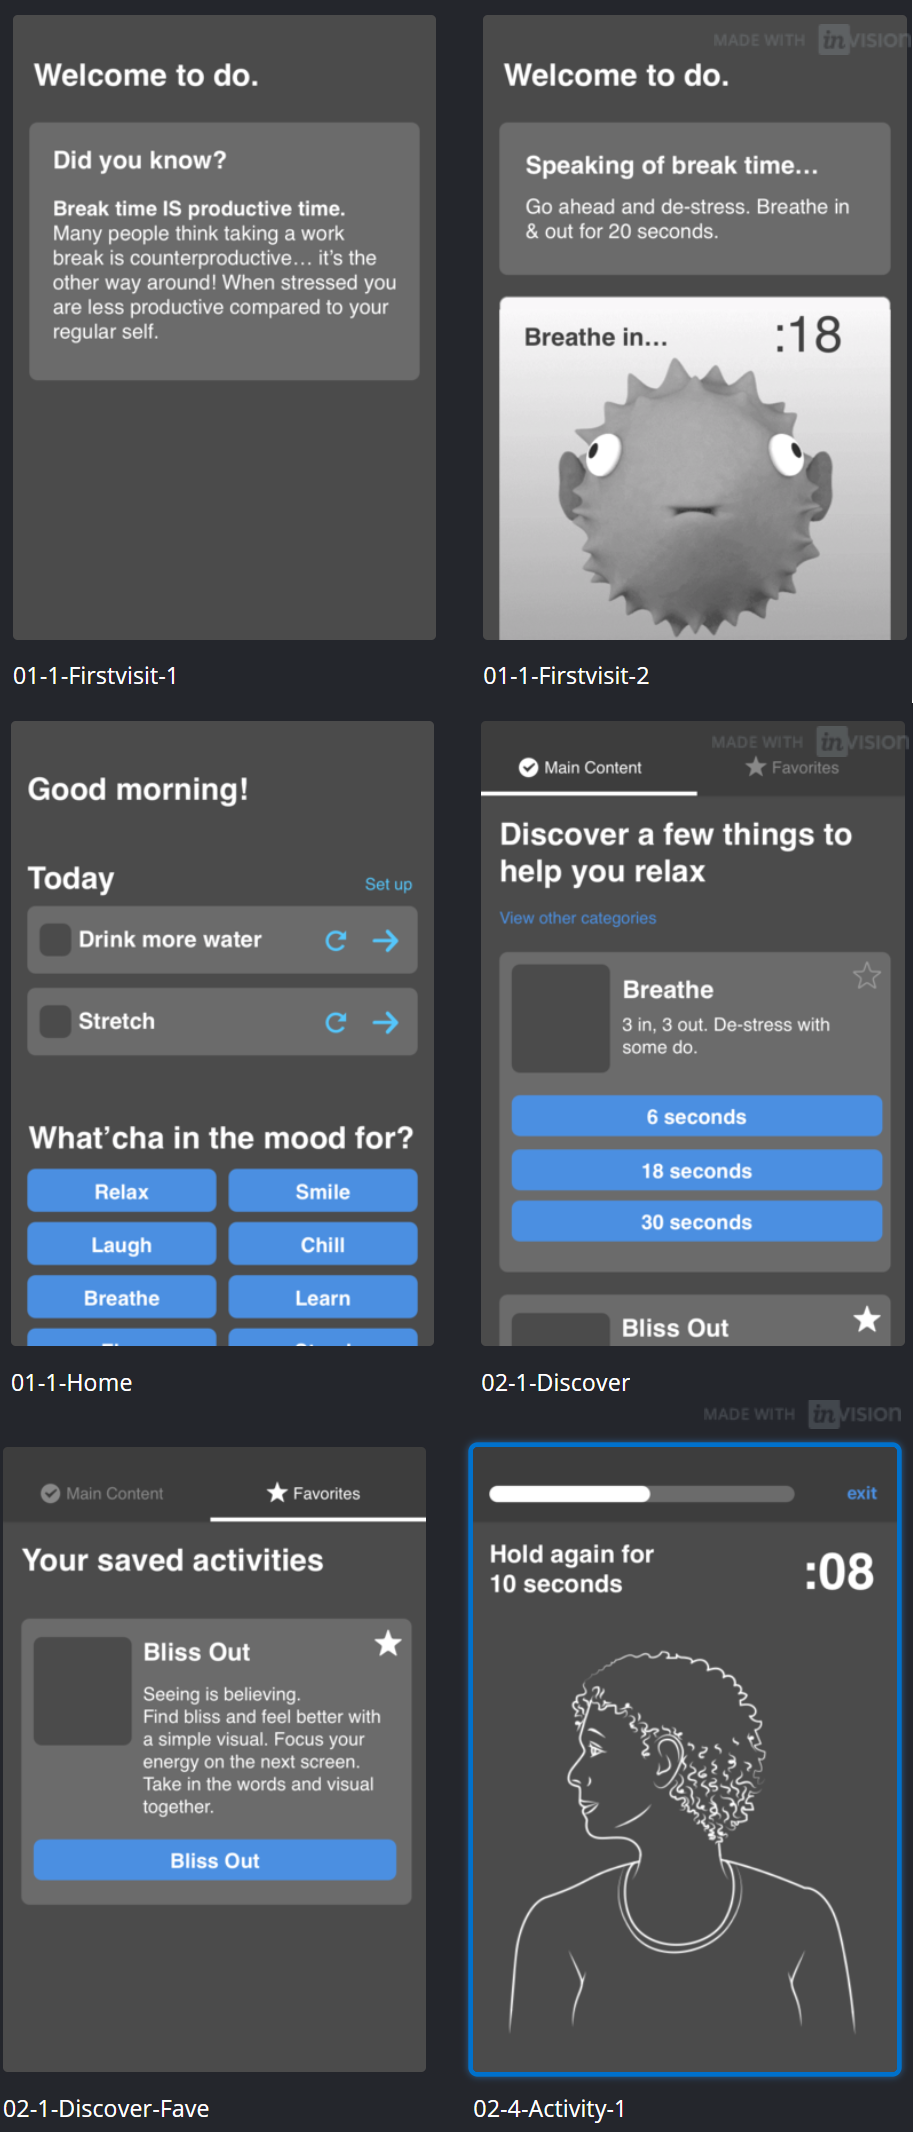 Welcome to do.
Did you know?
Break time IS productive time.
Many people think taking a work
break is counterproductive... it's the
other way around! When stressed you
are less productive compared to your
regular self.
01-1-Firstvisit-1
MADE WITH inVISION
Welcome to do.
Speaking of break time...
Go ahead and de-stress. Breathe in
& out for 20 seconds.
Breathe in...
:18
01-1-Firstvisit-2
Good morning!
Today
Set up
Drink more water
Stretch
What'cha in the mood for?
Relax
Smile
Laugh
Chill
Breathe
Learn
01-1-Home
MADE WITH inVISION
Main Content
Favorites
Discover a few things to
help you relax
View other categories
Breathe
3 in, 3 out. De-stress with
some do.
6 seconds
18 seconds
30 seconds
Bliss Out
02-1-Discover
Main Content
Favorites
Your saved activities
Bliss Out
Seeing is believing.
Find bliss and feel better with
a simple visual. Focus your
energy on the next screen.
Take in the words and visual
together.
Bliss Out
02-1-Discover-Fave
MADE WITH inVISION
exit
Hold again for
10 seconds
:08
02-4-Activity-1